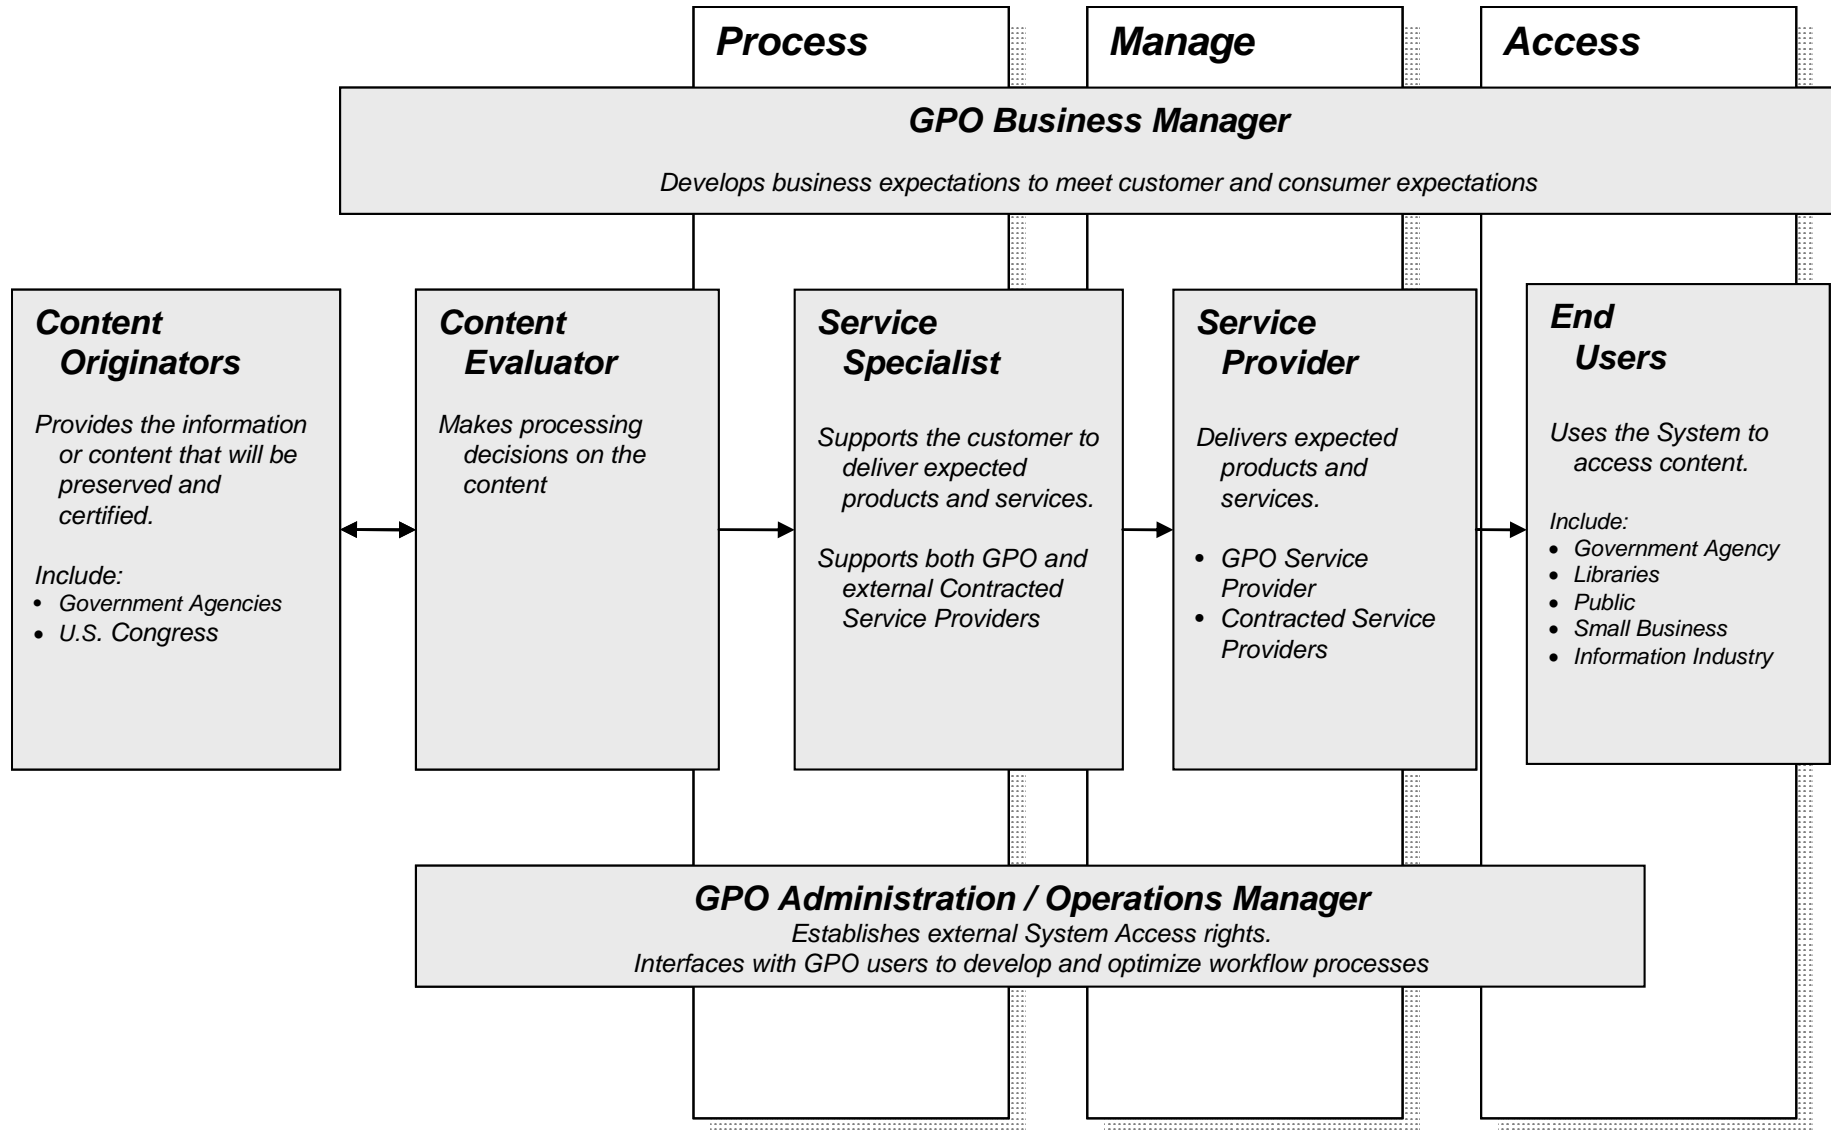 Process
Manage
Access
GPO Business Manager
Develops business expectations to meet customer and consumer expectations
Content
Originators
Provides the information
or content that will be
preserved and
certified.
Include:
• Government Agencies
• U.S. Congress
Content
Evaluator
Makes processing
decisions on the
content
Service
Specialist
Supports the customer to
deliver expected
products and services.
Supports both GPO and
external Contracted
Service Providers
Service
Provider
Delivers expected
products and
services.
• GPO Service
Provider
• Contracted Service
Providers
End
Users
Uses the System to
access content.
Include:
• Government Agency
• Libraries
• Public
• Small Business
• Information Industry
GPO Administration / Operations Manager
Establishes external System Access rights.
Interfaces with GPO users to develop and optimize workflow processes